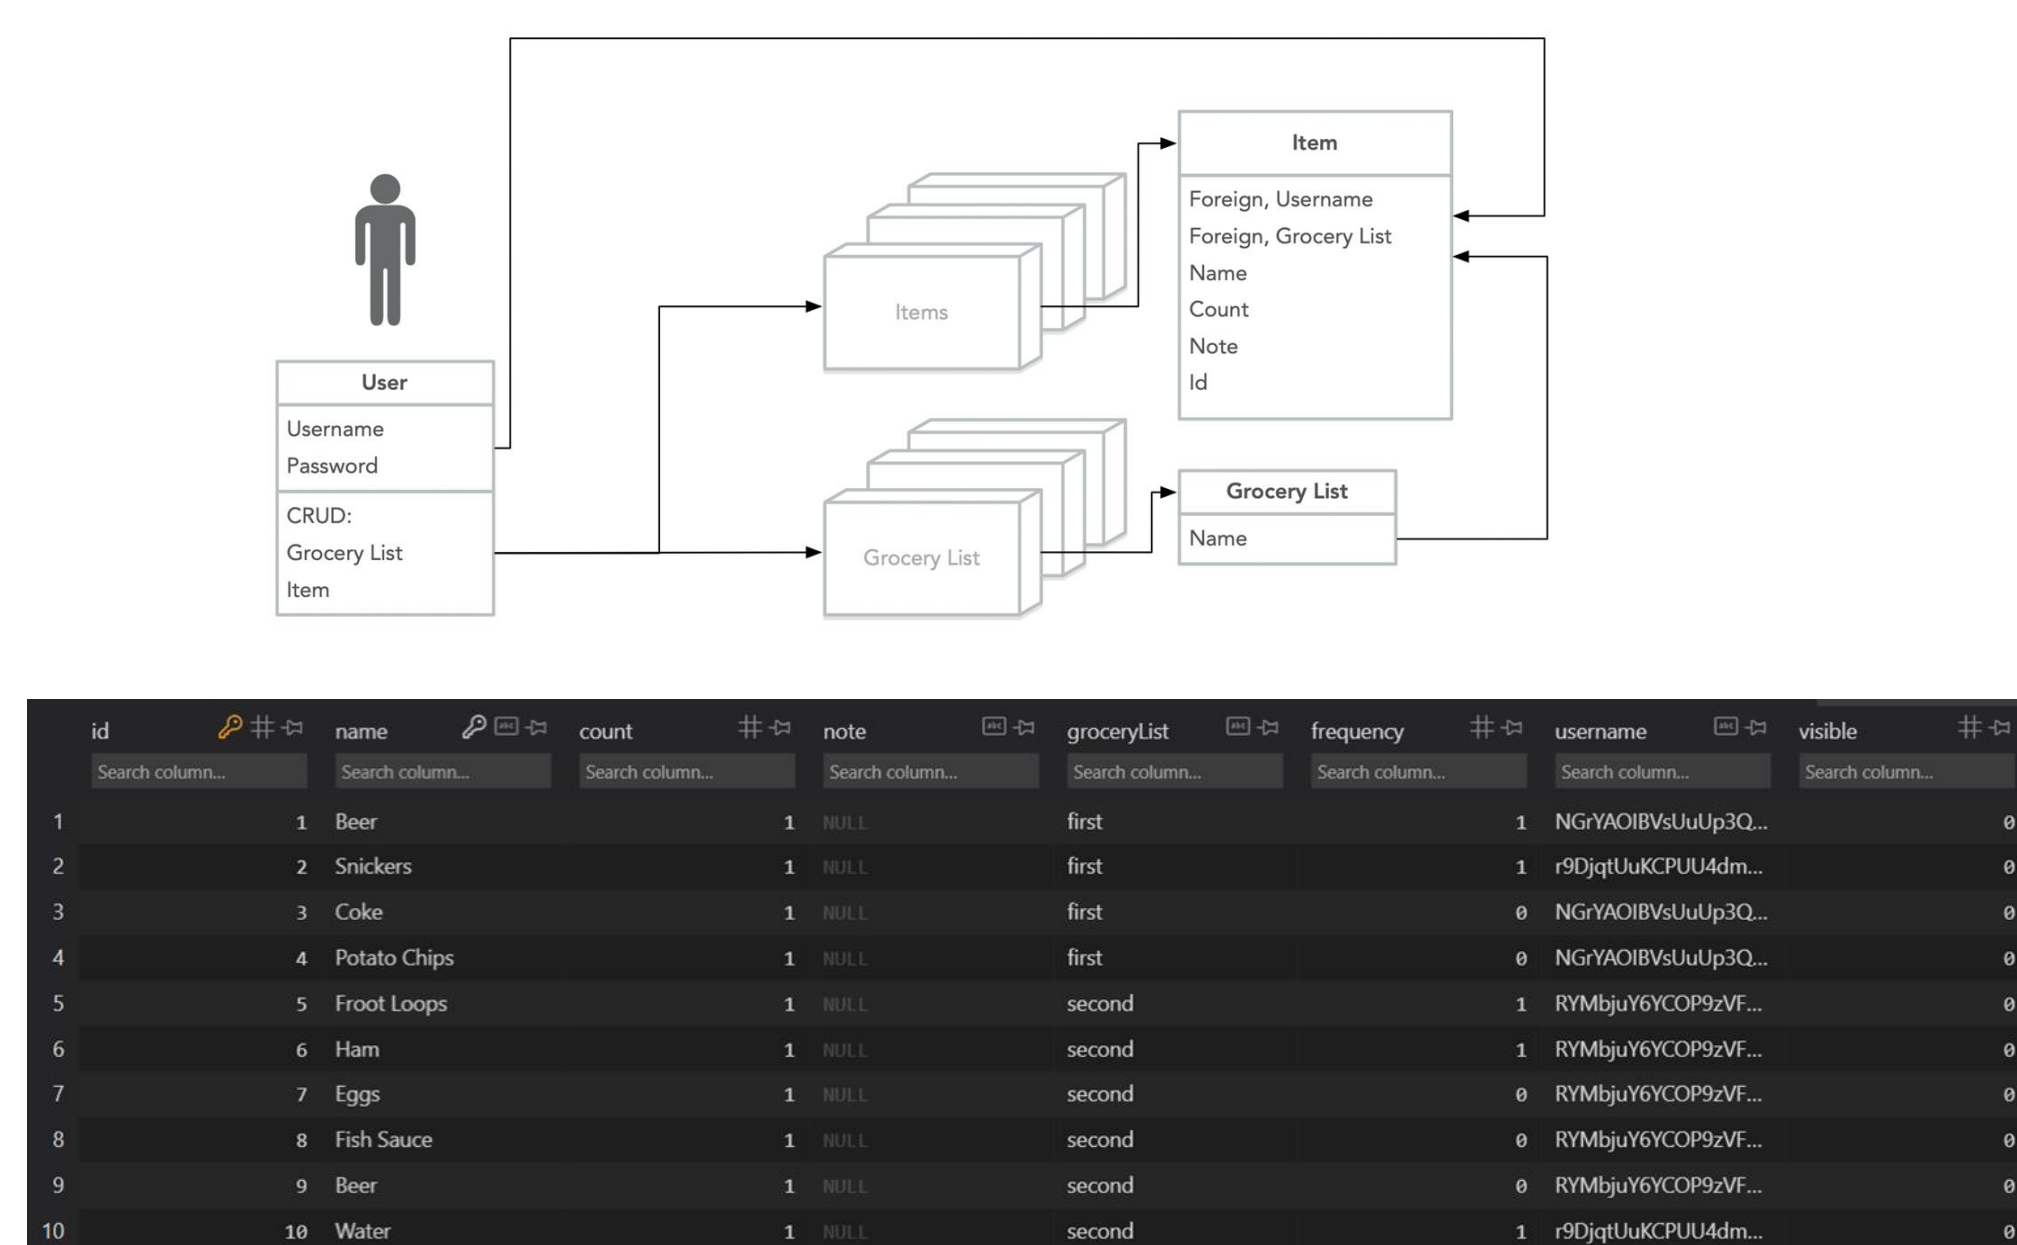 Item
Foreign, Username
Foreign, Grocery List
Name
Count
Note
Id
Items
User
Username
Password
CRUD:
Grocery List
Item
Grocery List
Grocery List
Name
id name count note groceryList frequency username visible
Search column... Search column... Search column... Search column... Search column... Search column... Search column... Search column...
1 1 Beer 1 NULL first 1 NGrYAOIBVsUuUp3Q... 0
2 2 Snickers 1 NULL first 1 r9DjqtUuKCPUU4dm... 0
3 3 Coke 1 NULL first 0 NGrYAOIBVsUuUp3Q... 0
4 4 Potato Chips 1 NULL first 0 NGrYAOIBVsUuUp3Q... 0
5 5 Froot Loops 1 NULL second 1 RYMbjuY6YCOP9zVF... 0
6 6 Ham 1 NULL second 1 RYMbjuY6YCOP9zVF... 0
7 7 Eggs 1 NULL second 0 RYMbjuY6YCOP9zVF... 0
8 8 Fish Sauce 1 NULL second 0 RYMbjuY6YCOP9zVF... 0
9 9 Beer 1 NULL second 0 RYMbjuY6YCOP9zVF... 0
10 10 Water 1 NULL second 1 r9DjqtUuKCPUU4dm... 0